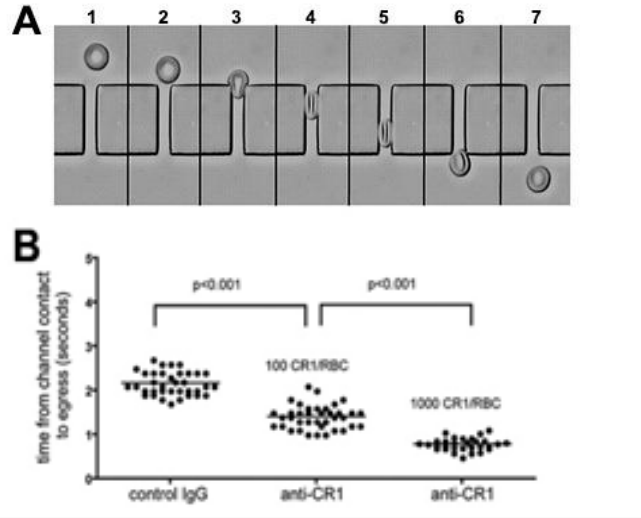 A
1 2 3 4 5 6 7
B
time from channel contact
to egress (seconds)
5
4
3
2
1
0
p<0.001 p<0.001
100 CR1/RBC
1000 CR1/RBC
control IgG anti-CR1 anti-CR1